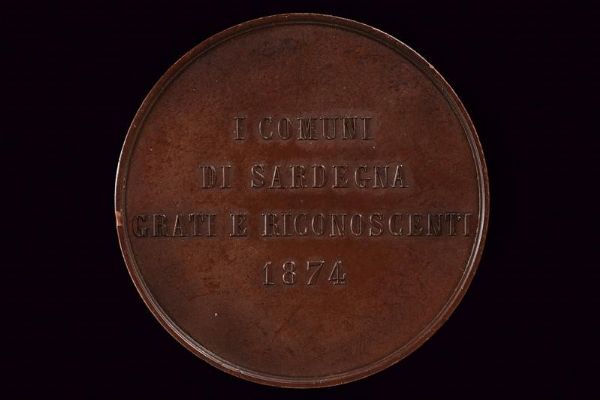 I COMUNI
DI SARDEGNA
GRATI E RICONOSCENTI
1874